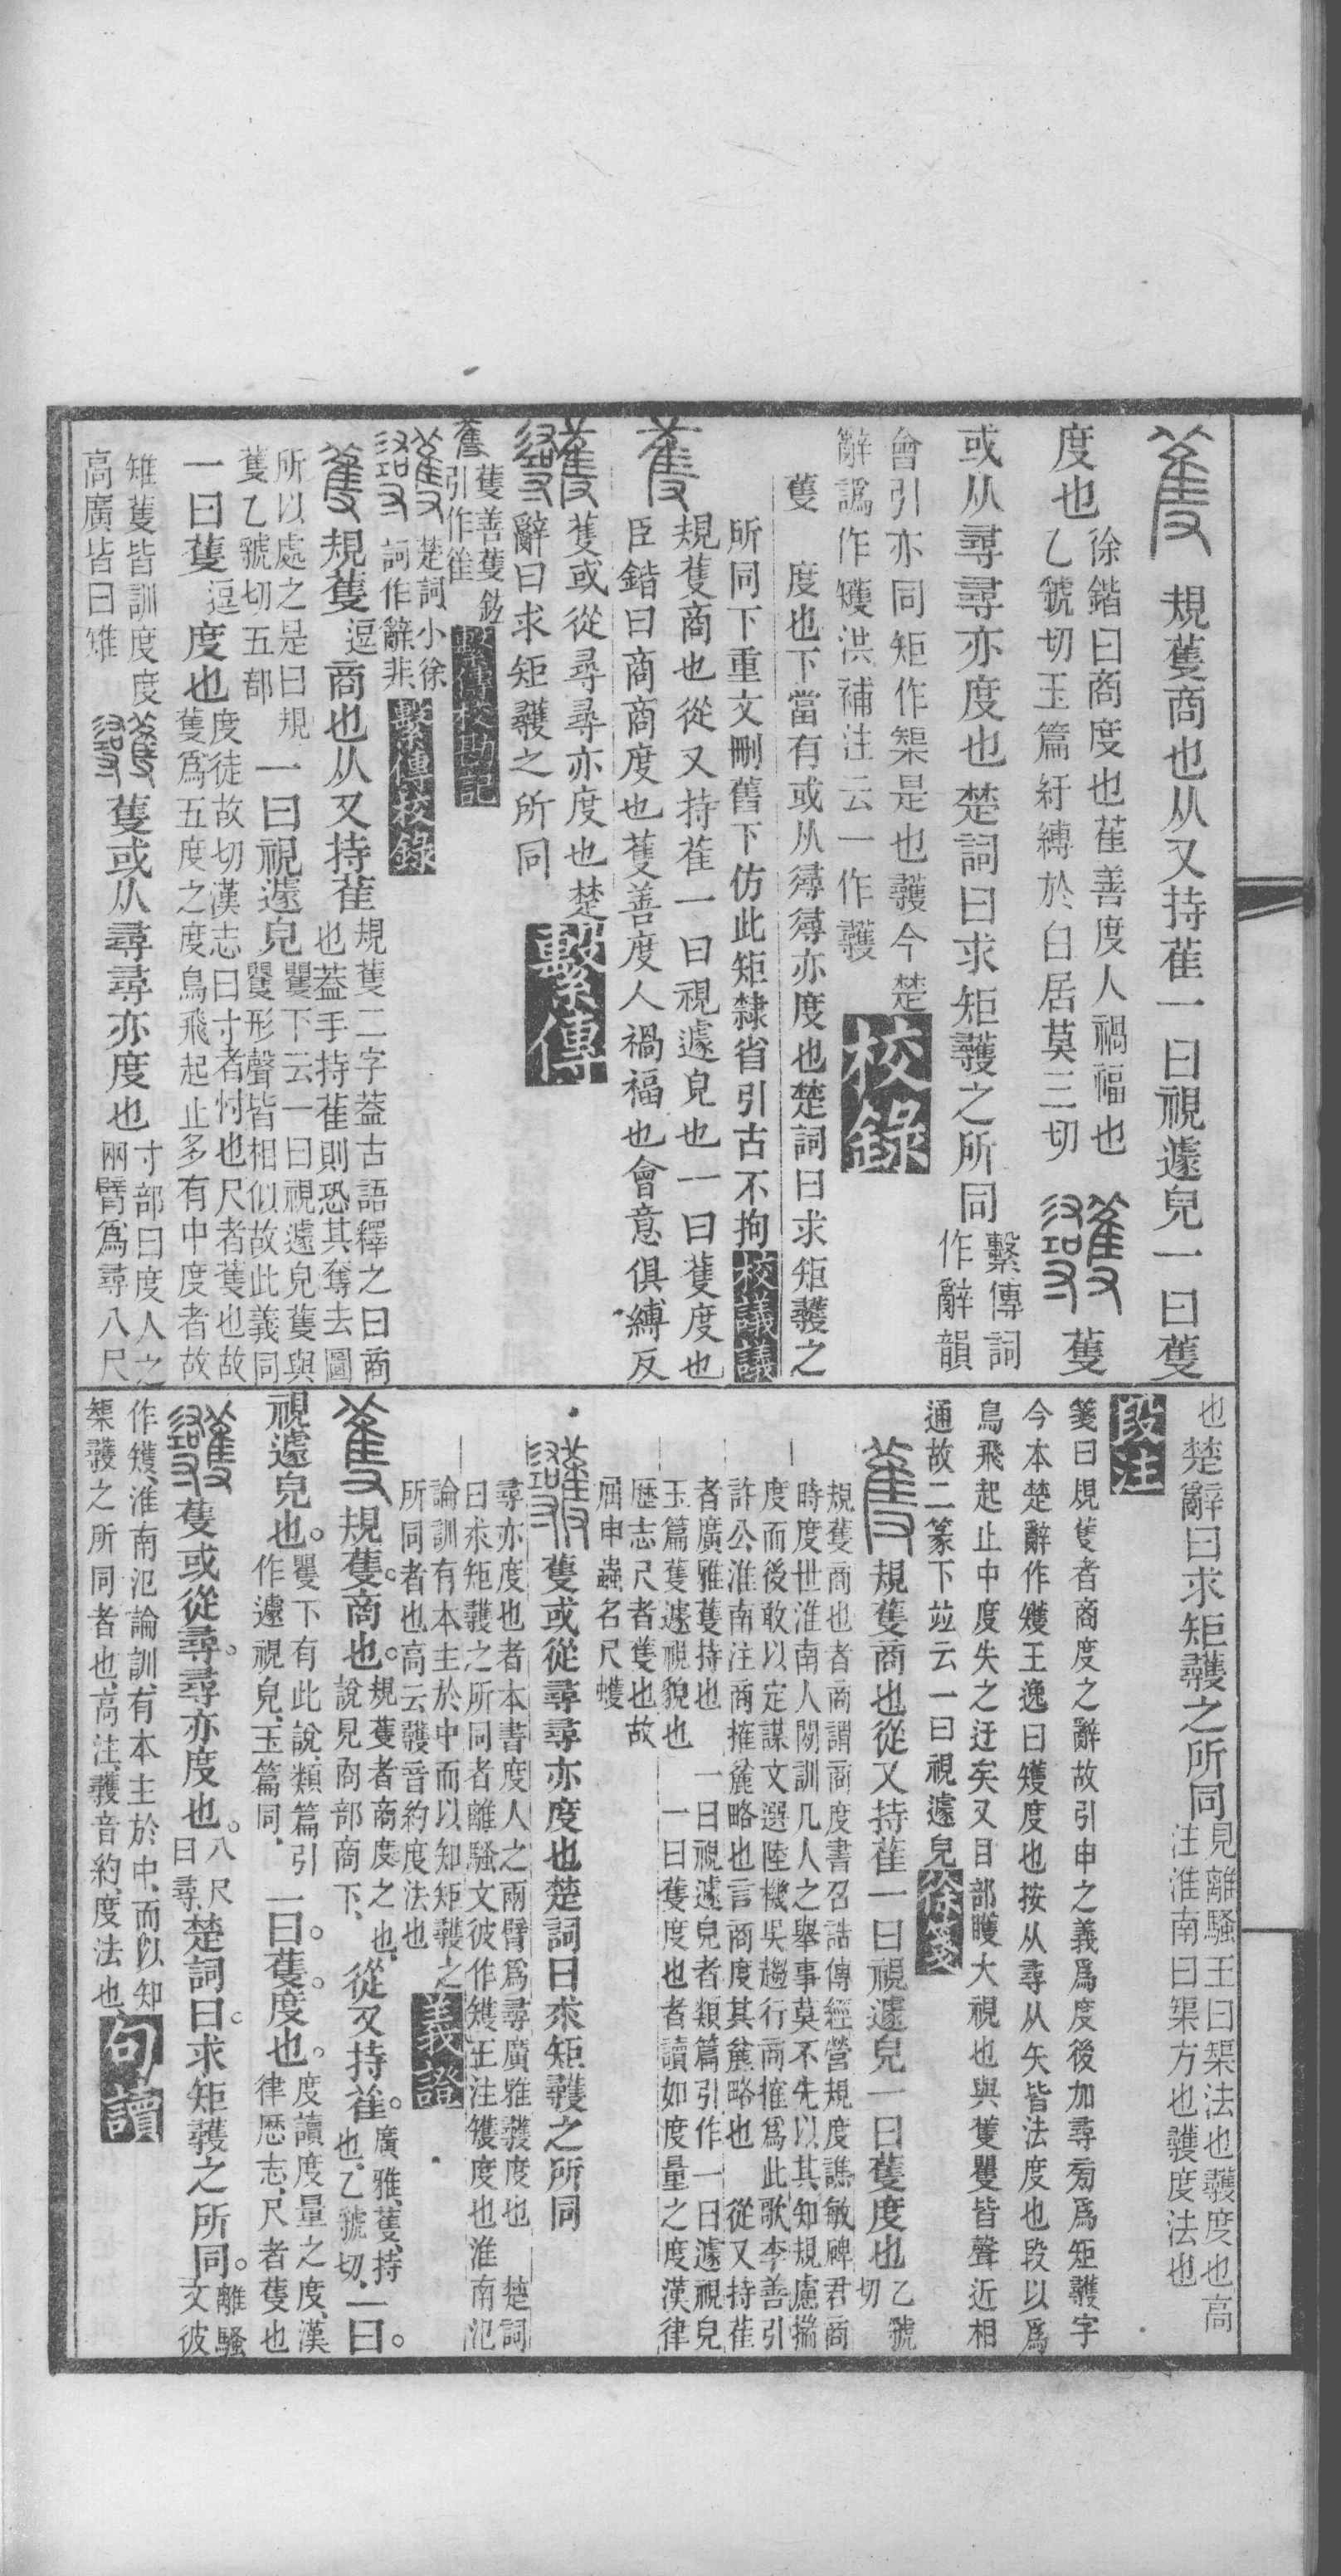 蒦 規蒦商也从又持萑一曰視遽皃一曰蒦
度也
徐鍇曰商度也萑善度人禍福也
乙虢切玉篇紆縛於白居莫三切
彠 蒦
或从尋尋亦度也楚詞曰求矩彠之所同
繫傳詞
作辭韻
會引亦同矩作榘是也彠今楚
辭譌作矱洪補注云一作彠
校錄
蒦 度也下當有或从尋尋亦度也楚詞曰求矩彠之
所同下重文刪舊下仿此矩隸省引古不拘
校議議
蒦
規蒦商也從又持萑一曰視遽皃也一曰蒦度也
臣鍇曰商商度也蒦善度人禍福也會意俱縛反
彠
蒦或從尋尋亦度也楚
辭曰求矩彠之所同
繫傳
蒦
蒦善蒦鈔
引作萑
繫傳校勘記
彠
楚詞小徐
詞作辭非
繫傳校錄
蒦 規蒦
逗
商也从又持萑
規蒦二字葢古語釋之曰商
也葢手持萑則恐其奪去圖
所以處之是曰規
蒦乙虢切五部
一曰視遽皃
矍下云一曰視遽皃蒦與
矍形聲皆相似故此義同
一曰蒦
逗
度也
度徒故切漢志曰寸者忖也尺者蒦也故
蒦爲五度之度鳥飛起止多有中度者故
雉蒦皆訓度度
高廣皆曰雉
彠 蒦或从尋尋亦度也
寸部曰度人之
兩臂爲尋八尺
也楚辭曰求矩彠之所同
見離騷王曰榘法也彠度也高
注淮南曰榘方也彠度法也
段注
箋曰規蒦者商度之辭故引申之義爲度後加尋旁爲矩彠字
今本楚辭作矱王逸曰矱度也按从尋从矢皆法度也段以爲
鳥飛起止中度失之迂矣又目部矆大視也與蒦矍皆聲近相
通故二篆下竝云一曰視遽皃
徐箋
蒦 規蒦商也從又持萑一曰視遽皃一曰蒦度也
乙虢
切
規蒦商也者商謂商度書召誥傳經營規度譙敏碑君商
時度世淮南人閒訓凡人之舉事莫不先以其知規慮揣
度而後敢以定謀文選陸機吳趨行商搉爲此歌李善引
許公淮南注商搉麄略也言商度其麄略也 從又持萑
者廣雅蒦持也 一曰視遽皃者類篇引作一曰遽視皃
玉篇蒦遽視貌也 一曰蒦度也者讀如度量之度漢律
歷志尺者蒦也故
屈申蟲名尺蠖
彠 蒦或從尋尋亦度也楚詞曰求矩彠之所同
尋亦度也者本書度人之兩臂爲尋廣雅彠度也 楚詞
曰求矩彠之所同者離騷文彼作矱王注矱度也淮南氾
論訓有本主於中而以知矩彠之
所同者也高云彠音約度法也
義證
蒦 規蒦商也。
規蒦者商度之也,
說見㕯部商下,
從又持萑。
廣雅,蒦,持
也,乙虢切,
一曰。
視遽皃也。
矍下有此說,類篇引
作遽視皃,玉篇同,
一曰。蒦。度也。
度讀度量之度,漢
律歷志,尺者蒦也
彠 蒦或從尋。尋亦度也。
八尺
曰尋,
楚詞曰。求矩彠之所同。
離騷
文彼
作矱,淮南氾論訓,有本主於中,而以知
榘彠之所同者也,高注,彠音約,度法也
句讀